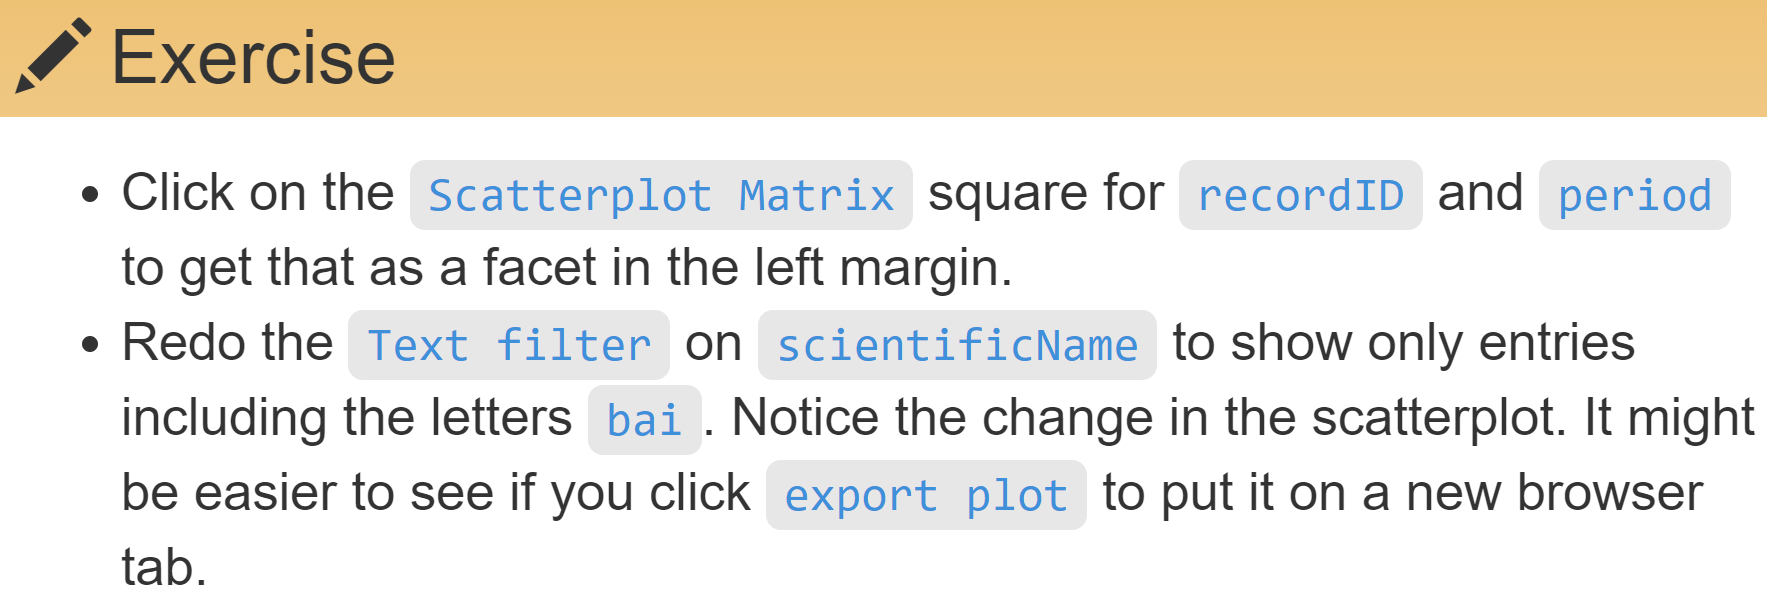 Exercise
Click on the Scatterplot Matrix square for recordID and period
to get that as a facet in the left margin.
Redo the Text filter on scientificName to show only entries
including the letters bai. Notice the change in the scatterplot. It might
be easier to see if you click export plot to put it on a new browser
tab.